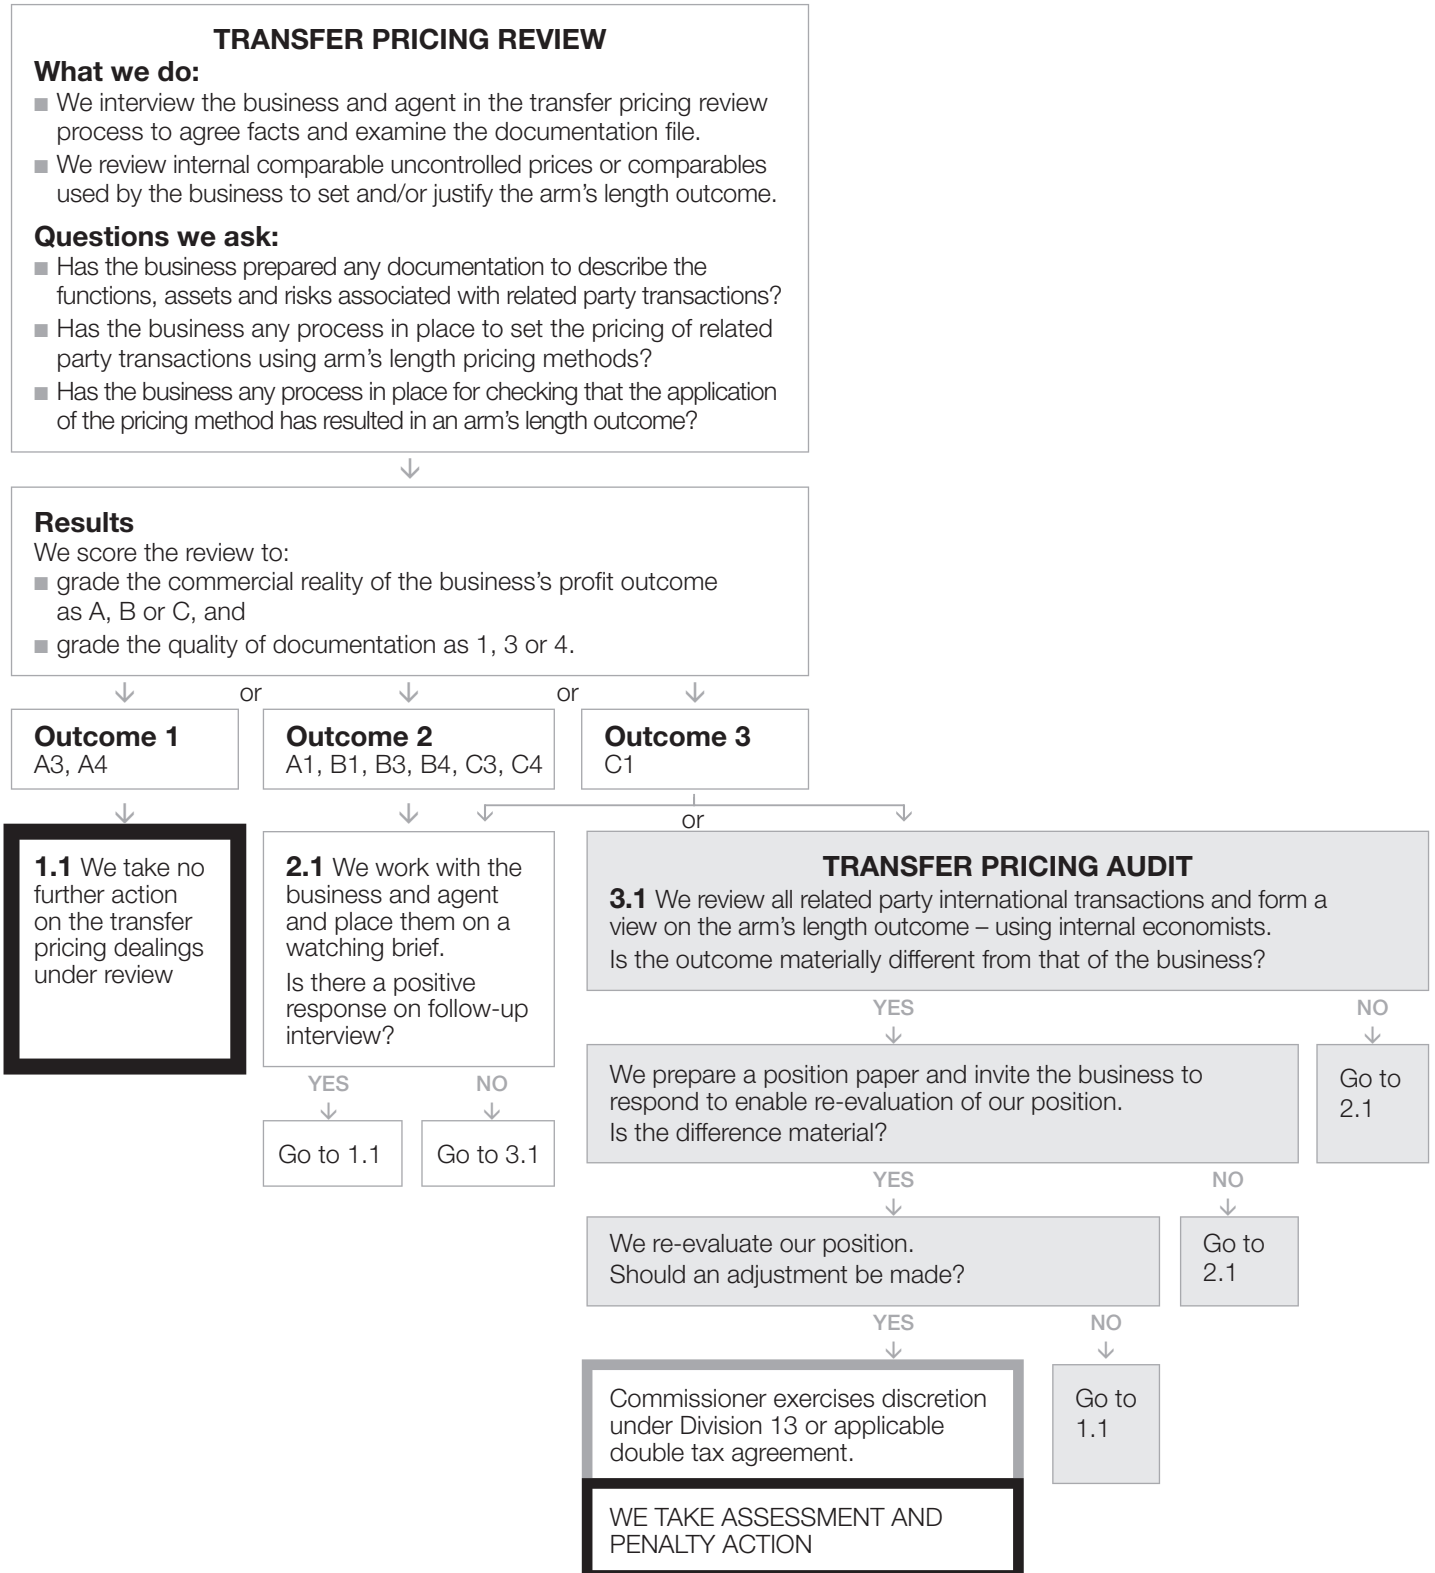 TRANSFER PRICING REVIEW
What we do:
■ We interview the business and agent in the transfer pricing review
process to agree facts and examine the documentation file.
■ We review internal comparable uncontrolled prices or comparables
used by the business to set and/or justify the arm's length outcome.
Questions we ask:
■ Has the business prepared any documentation to describe the
functions, assets and risks associated with related party transactions?
■ Has the business any process in place to set the pricing of related
party transactions using arm's length pricing methods?
■ Has the business any process in place for checking that the application
of the pricing method has resulted in an arm's length outcome?
Results
We score the review to:
■ grade the commercial reality of the business's profit outcome
as A, B or C, and
■ grade the quality of documentation as 1, 3 or 4.
or
or
Outcome 1
A3, A4
Outcome 2
A1, B1, B3, B4, C3, C4
Outcome 3
C1
or
1.1 We take no
further action
on the transfer
pricing dealings
under review
2.1 We work with the
business and agent
and place them on a
watching brief.
Is there a positive
response on follow-up
interview?
YES
NO
Go to 1.1
Go to 3.1
TRANSFER PRICING AUDIT
3.1 We review all related party international transactions and form a
view on the arm's length outcome – using internal economists.
Is the outcome materially different from that of the business?
YES
NO
We prepare a position paper and invite the business to
respond to enable re-evaluation of our position.
Is the difference material?
Go to
2.1
YES
NO
We re-evaluate our position.
Should an adjustment be made?
Go to
2.1
YES
NO
Commissioner exercises discretion
under Division 13 or applicable
double tax agreement.
Go to
1.1
WE TAKE ASSESSMENT AND
PENALTY ACTION